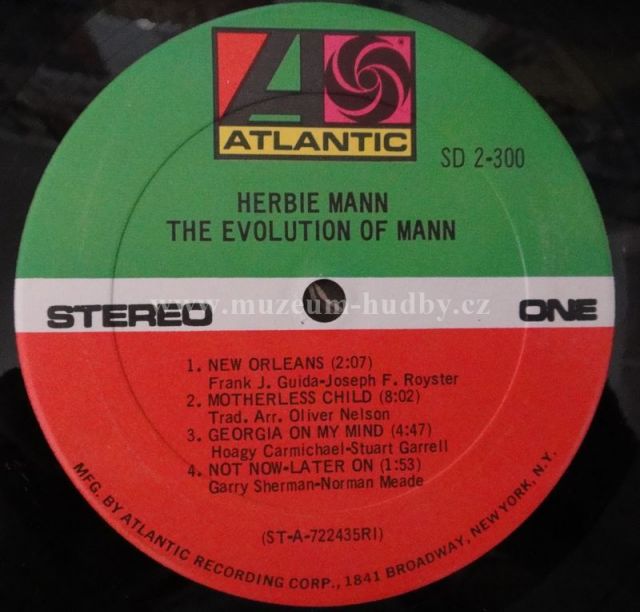 ATLANTIC
SD 2-300
HERBIE MANN
THE EVOLUTION OF MANN
www.muzeum-hudby.cz
STEREO
ONE
1. NEW ORLEANS (2:07)
Frank J. Guida-Joseph F. Royster
2. MOTHERLESS CHILD (8:02)
Trad. Arr. Oliver Nelson
3. GEORGIA ON MY MIND (4:47)
Hoagy Carmichael-Stuart Garrell
4. NOT NOW-LATER ON (1:53)
Garry Sherman-Norman Meade
(ST-A-722435RI)
MFG. BY ATLANTIC RECORDING CORP., 1841 BROADWAY, NEW YORK, N.Y.